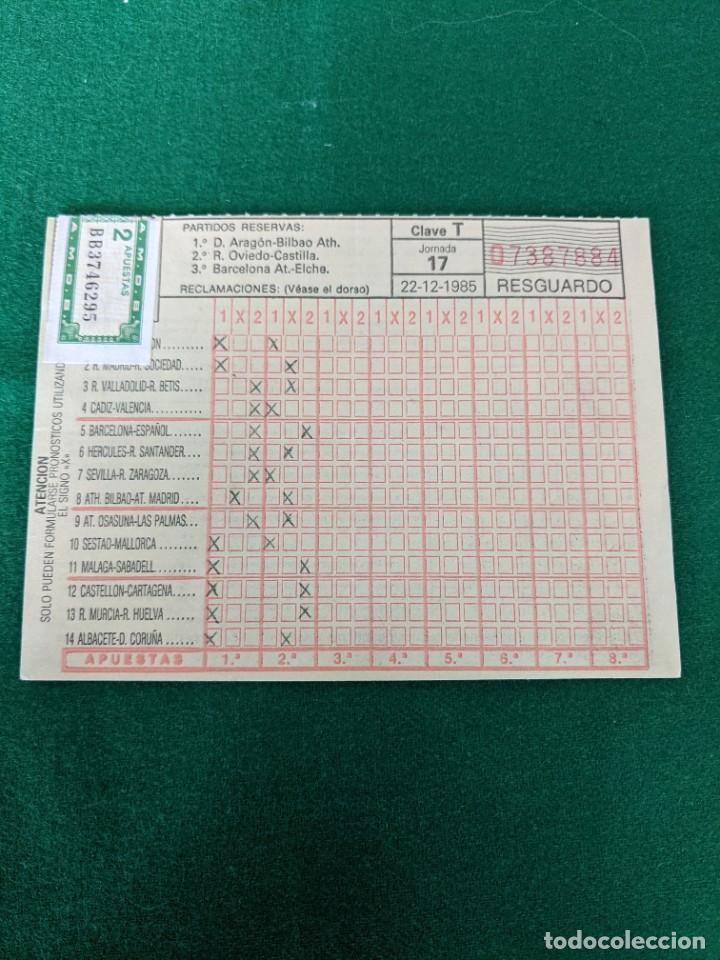 PARTIDOS RESERVAS:
1.º D. Aragón-Bilbao Ath.
2.º R. Oviedo-Castilla.
3.º Barcelona At.-Elche.
RECLAMACIONES: (Véase el dorso)
Clave T
Jornada
17
22-12-1985
07387884
RESGUARDO
A.M.D.B.
2 APUESTAS
BB3746295
A.M.D.B.
ATENCION
SOLO PUEDEN FORMULARSE PRONOSTICOS UTILIZAND
EL SIGNO «X»
1 X 2 1 X 2 1 X 2 1 X 2 1 X 2 1 X 2 1 X 2 1 X 2
ON
2 R. MADRID-R. SOCIEDAD
3 R. VALLADOLID-R. BETIS
4 CADIZ-VALENCIA
5 BARCELONA-ESPAÑOL
6 HERCULES-R. SANTANDER
7 SEVILLA-R. ZARAGOZA
8 ATH. BILBAO-AT. MADRID
9 AT. OSASUNA-LAS PALMAS
10 SESTAO-MALLORCA
11 MALAGA-SABADELL
12 CASTELLON-CARTAGENA
13 R. MURCIA-R. HUELVA
14 ALBACETE-D. CORUÑA
APUESTAS 1.ª 2.ª 3.ª 4.ª 5.ª 6.ª 7.ª 8.ª
todocoleccion